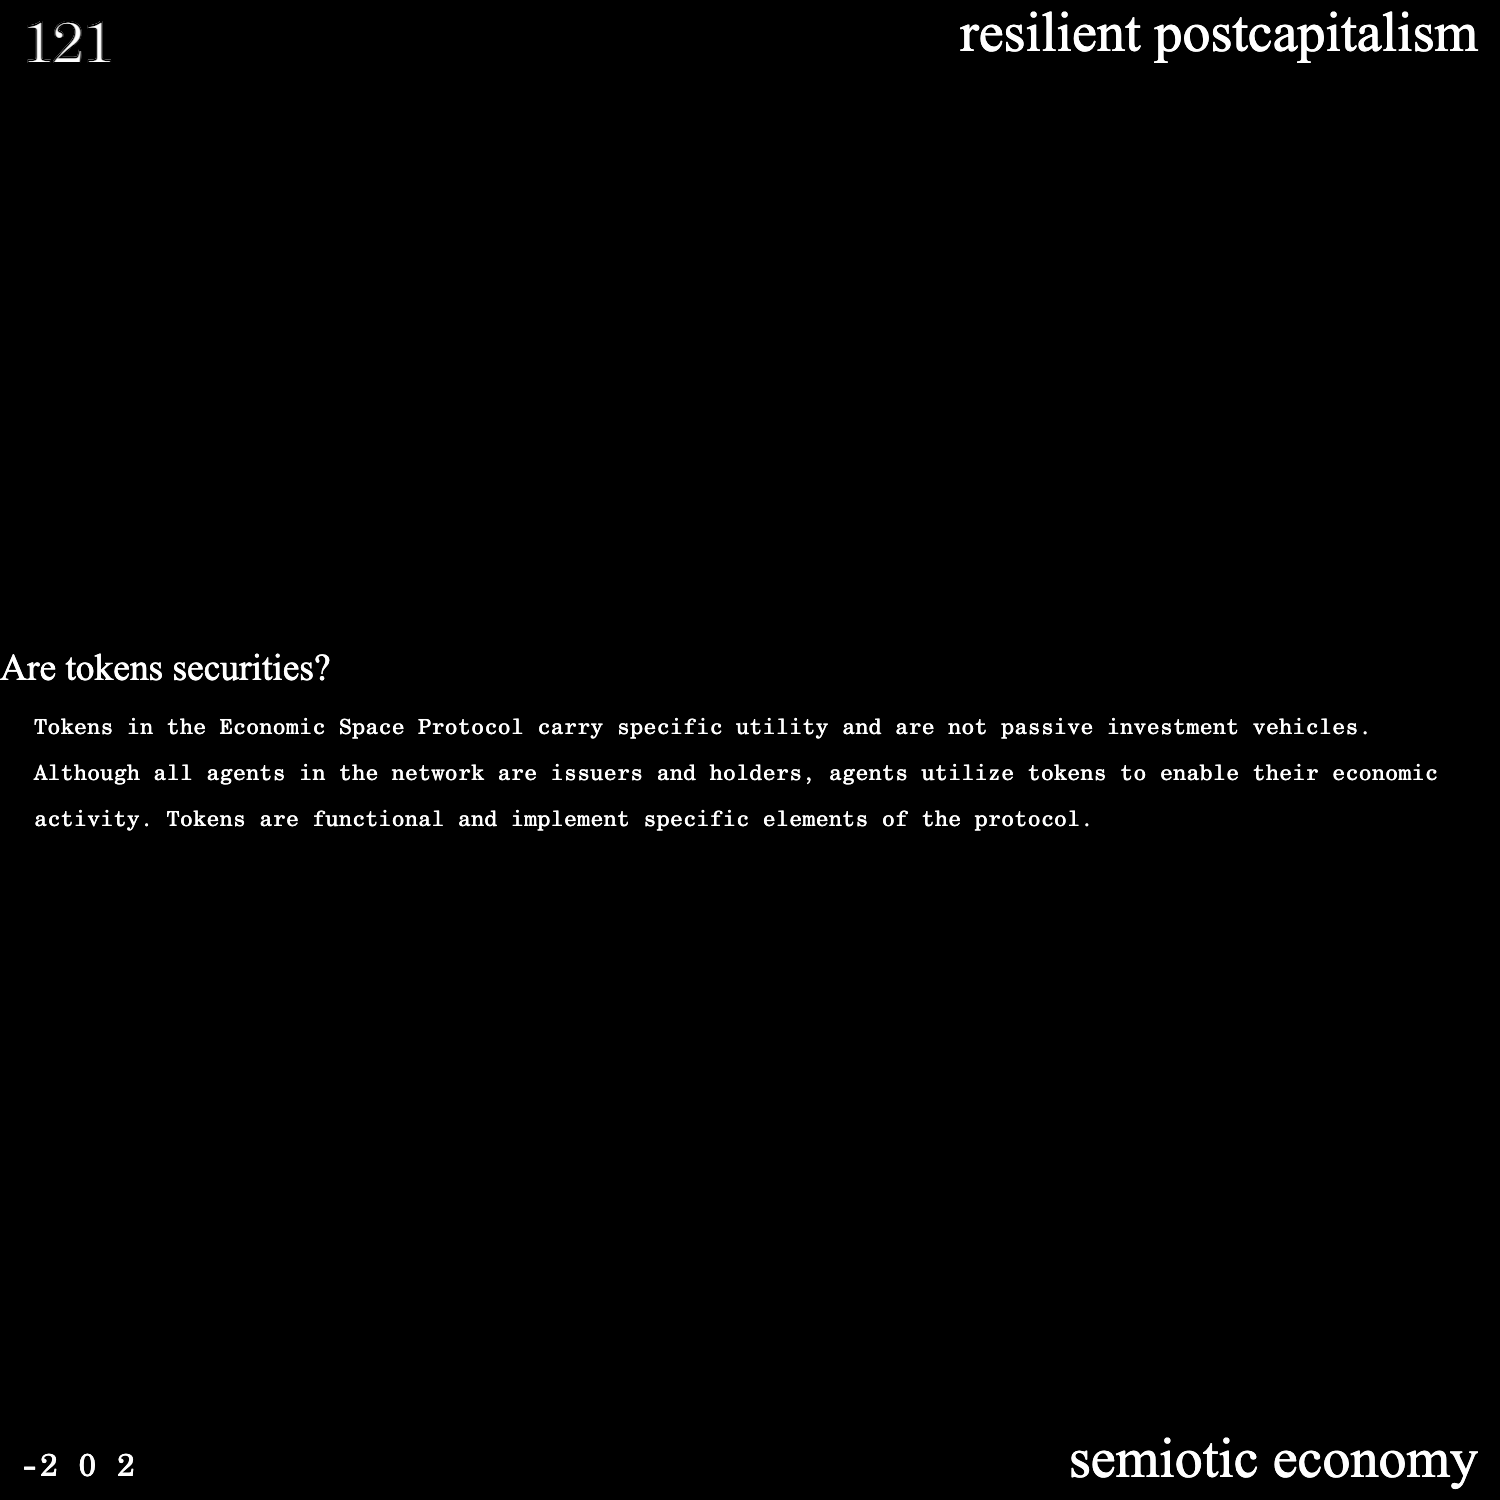 121
resilient postcapitalism
Are tokens securities?
Tokens in the Economic Space Protocol carry specific utility and are not passive investment vehicles.
Although all agents in the network are issuers and holders, agents utilize tokens to enable their economic
activity. Tokens are functional and implement specific elements of the protocol.
-2 0 2
semiotic economy